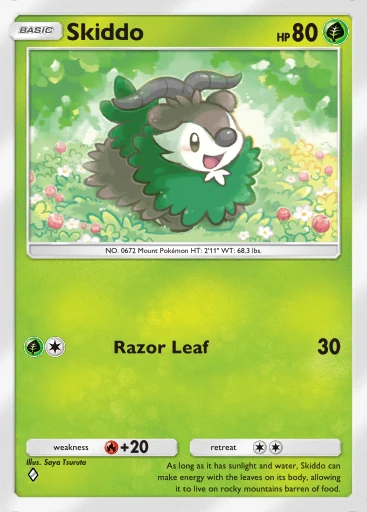 BASIC Skiddo HP 80
NO. 0672 Mount Pokémon HT: 2'11" WT: 68.3 lbs.
Razor Leaf 30
weakness +20 retreat
Illus. Saya Tsuruta
As long as it has sunlight and water, Skiddo can
make energy with the leaves on its body, allowing
it to live on rocky mountains barren of food.